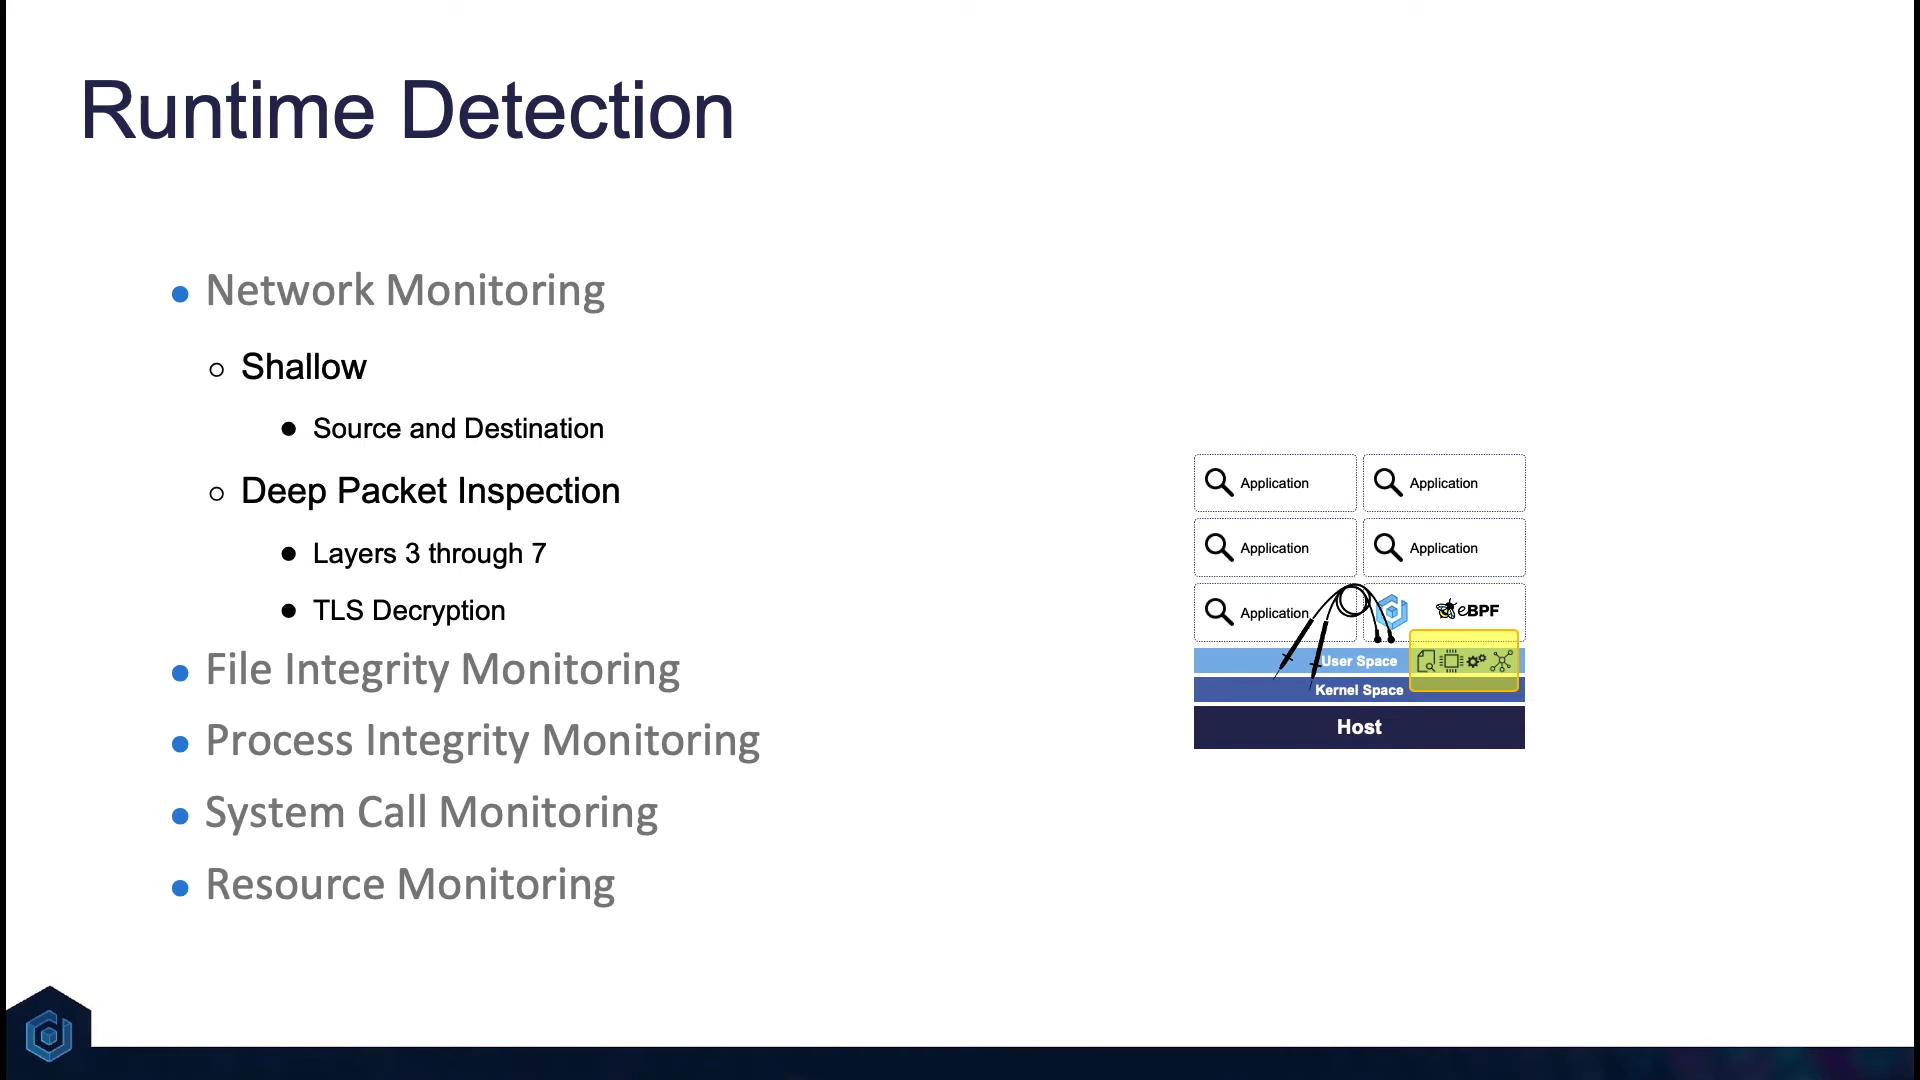 Runtime Detection
Network Monitoring
Shallow
Source and Destination
Deep Packet Inspection
Layers 3 through 7
TLS Decryption
File Integrity Monitoring
Process Integrity Monitoring
System Call Monitoring
Resource Monitoring
Application
Application
Application
Application
Application
eBPF
User Space
Kernel Space
Host